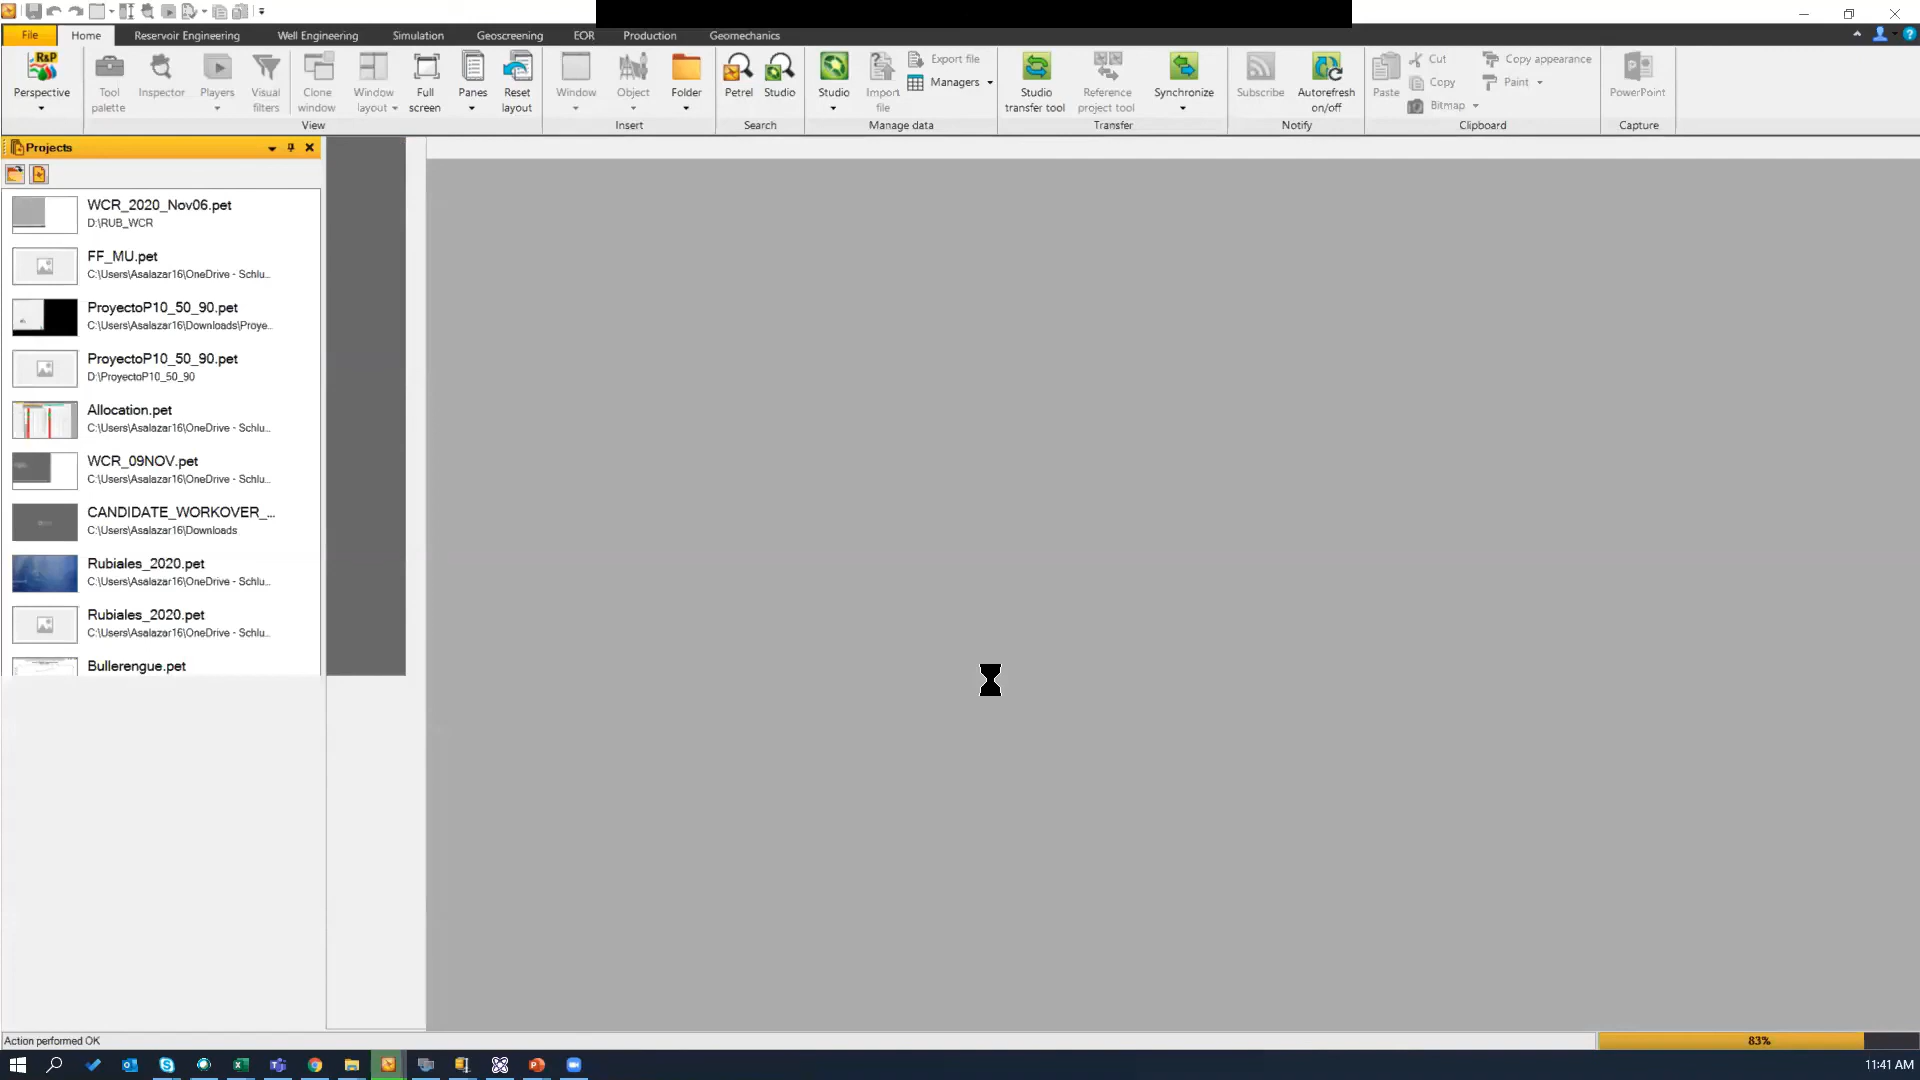 File Home Reservoir Engineering Well Engineering Simulation Geoscreening EOR Production Geomechanics
R&P
Perspective
Tool
palette
Inspector
Players
Visual
filters
Clone
window
Window
layout
Full
screen
Panes
Reset
layout
View
Window
Object
Folder
Insert
Petrel
Studio
Search
Studio
Import
file
Export file
Managers
Manage data
Studio
transfer tool
Reference
project tool
Synchronize
Transfer
Subscribe
Autorefresh
on/off
Notify
Paste
Cut
Copy
Bitmap
Copy appearance
Paint
Clipboard
PowerPoint
Capture
Projects
WCR_2020_Nov06.pet
D:\RUB_WCR
FF_MU.pet
C:\Users\Asalazar16\OneDrive - Schlu...
ProyectoP10_50_90.pet
C:\Users\Asalazar16\Downloads\Proye...
ProyectoP10_50_90.pet
D:\ProyectoP10_50_90
Allocation.pet
C:\Users\Asalazar16\OneDrive - Schlu...
WCR_09NOV.pet
C:\Users\Asalazar16\OneDrive - Schlu...
CANDIDATE_WORKOVER_...
C:\Users\Asalazar16\Downloads
Rubiales_2020.pet
C:\Users\Asalazar16\OneDrive - Schlu...
Rubiales_2020.pet
C:\Users\Asalazar16\OneDrive - Schlu...
Bullerengue.pet
Action performed OK
83%
11:41 AM